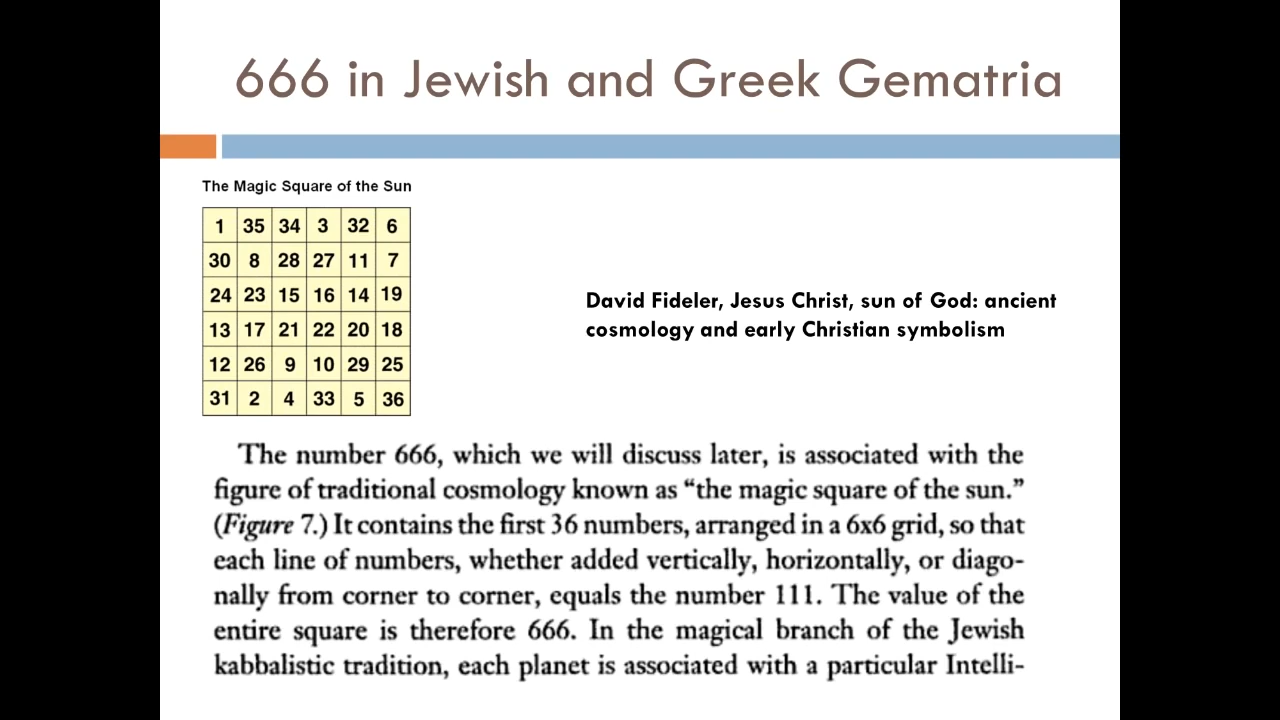 666 in Jewish and Greek Gematria
The Magic Square of the Sun
1 35 34 3 32 6
30 8 28 27 11 7
24 23 15 16 14 19
13 17 21 22 20 18
12 26 9 10 29 25
31 2 4 33 5 36
David Fideler, Jesus Christ, sun of God: ancient
cosmology and early Christian symbolism
The number 666, which we will discuss later, is associated with the
figure of traditional cosmology known as “the magic square of the sun.”
(Figure 7.) It contains the first 36 numbers, arranged in a 6x6 grid, so that
each line of numbers, whether added vertically, horizontally, or diago-
nally from corner to corner, equals the number 111. The value of the
entire square is therefore 666. In the magical branch of the Jewish
kabbalistic tradition, each planet is associated with a particular Intelli-